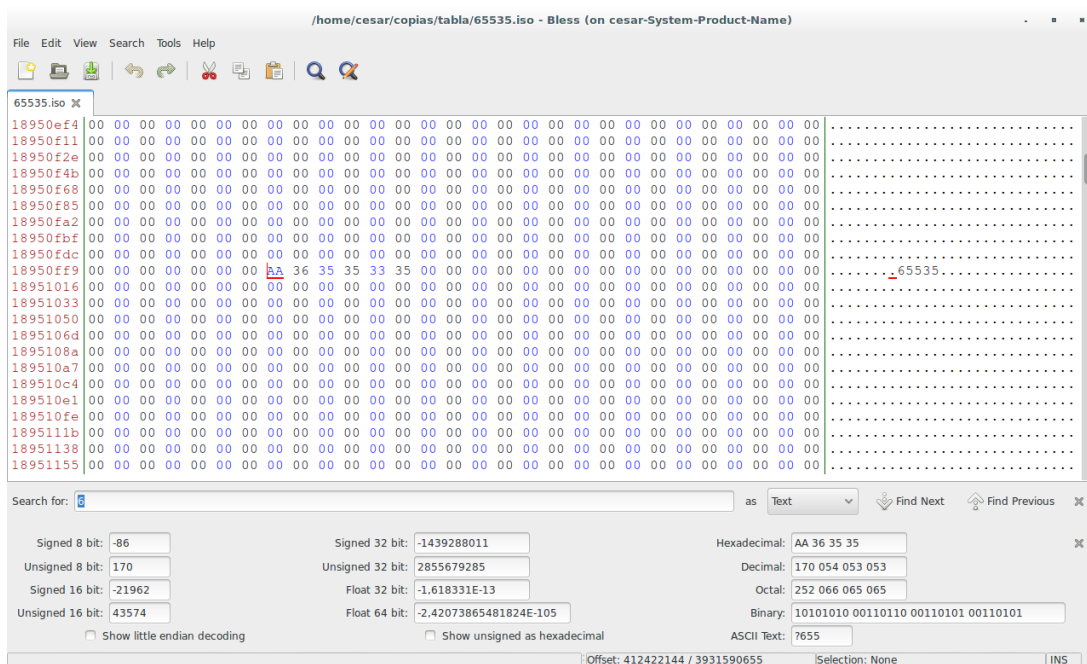 /home/cesar/copias/tabla/65535.iso - Bless (on cesar-System-Product-Name)
File Edit View Search Tools Help
65535.iso
18950ef4 00 00 00 00 00 00 00 00 00 00 00 00 00 00 00 00 00 00 00 00 00 00 00 00 00 00 00 00 00 .............................
18950f11 00 00 00 00 00 00 00 00 00 00 00 00 00 00 00 00 00 00 00 00 00 00 00 00 00 00 00 00 00 .............................
18950f2e 00 00 00 00 00 00 00 00 00 00 00 00 00 00 00 00 00 00 00 00 00 00 00 00 00 00 00 00 00 .............................
18950f4b 00 00 00 00 00 00 00 00 00 00 00 00 00 00 00 00 00 00 00 00 00 00 00 00 00 00 00 00 00 .............................
18950f68 00 00 00 00 00 00 00 00 00 00 00 00 00 00 00 00 00 00 00 00 00 00 00 00 00 00 00 00 00 .............................
18950f85 00 00 00 00 00 00 00 00 00 00 00 00 00 00 00 00 00 00 00 00 00 00 00 00 00 00 00 00 00 .............................
18950fa2 00 00 00 00 00 00 00 00 00 00 00 00 00 00 00 00 00 00 00 00 00 00 00 00 00 00 00 00 00 .............................
18950fbf 00 00 00 00 00 00 00 00 00 00 00 00 00 00 00 00 00 00 00 00 00 00 00 00 00 00 00 00 00 .............................
18950fdc 00 00 00 00 00 00 00 00 00 00 00 00 00 00 00 00 00 00 00 00 00 00 00 00 00 00 00 00 00 .............................
18950ff9 00 00 00 00 00 00 00 AA 36 35 35 33 35 00 00 00 00 00 00 00 00 00 00 00 00 00 00 00 00 ........65535................
18951016 00 00 00 00 00 00 00 00 00 00 00 00 00 00 00 00 00 00 00 00 00 00 00 00 00 00 00 00 00 .............................
18951033 00 00 00 00 00 00 00 00 00 00 00 00 00 00 00 00 00 00 00 00 00 00 00 00 00 00 00 00 00 .............................
18951050 00 00 00 00 00 00 00 00 00 00 00 00 00 00 00 00 00 00 00 00 00 00 00 00 00 00 00 00 00 .............................
1895106d 00 00 00 00 00 00 00 00 00 00 00 00 00 00 00 00 00 00 00 00 00 00 00 00 00 00 00 00 00 .............................
1895108a 00 00 00 00 00 00 00 00 00 00 00 00 00 00 00 00 00 00 00 00 00 00 00 00 00 00 00 00 00 .............................
189510a7 00 00 00 00 00 00 00 00 00 00 00 00 00 00 00 00 00 00 00 00 00 00 00 00 00 00 00 00 00 .............................
189510c4 00 00 00 00 00 00 00 00 00 00 00 00 00 00 00 00 00 00 00 00 00 00 00 00 00 00 00 00 00 .............................
189510e1 00 00 00 00 00 00 00 00 00 00 00 00 00 00 00 00 00 00 00 00 00 00 00 00 00 00 00 00 00 .............................
189510fe 00 00 00 00 00 00 00 00 00 00 00 00 00 00 00 00 00 00 00 00 00 00 00 00 00 00 00 00 00 .............................
1895111b 00 00 00 00 00 00 00 00 00 00 00 00 00 00 00 00 00 00 00 00 00 00 00 00 00 00 00 00 00 .............................
18951138 00 00 00 00 00 00 00 00 00 00 00 00 00 00 00 00 00 00 00 00 00 00 00 00 00 00 00 00 00 .............................
18951155 00 00 00 00 00 00 00 00 00 00 00 00 00 00 00 00 00 00 00 00 00 00 00 00 00 00 00 00 00 .............................
Search for: 6 as Text Find Next Find Previous
Signed 8 bit: -86 Signed 32 bit: -1439288011 Hexadecimal: AA 36 35 35
Unsigned 8 bit: 170 Unsigned 32 bit: 2855679285 Decimal: 170 054 053 053
Signed 16 bit: -21962 Float 32 bit: -1,618331E-13 Octal: 252 066 065 065
Unsigned 16 bit: 43574 Float 64 bit: -2,42073865481824E-105 Binary: 10101010 00110110 00110101 00110101
Show little endian decoding Show unsigned as hexadecimal ASCII Text: ?655
Offset: 412422144 / 3931590655 Selection: None INS